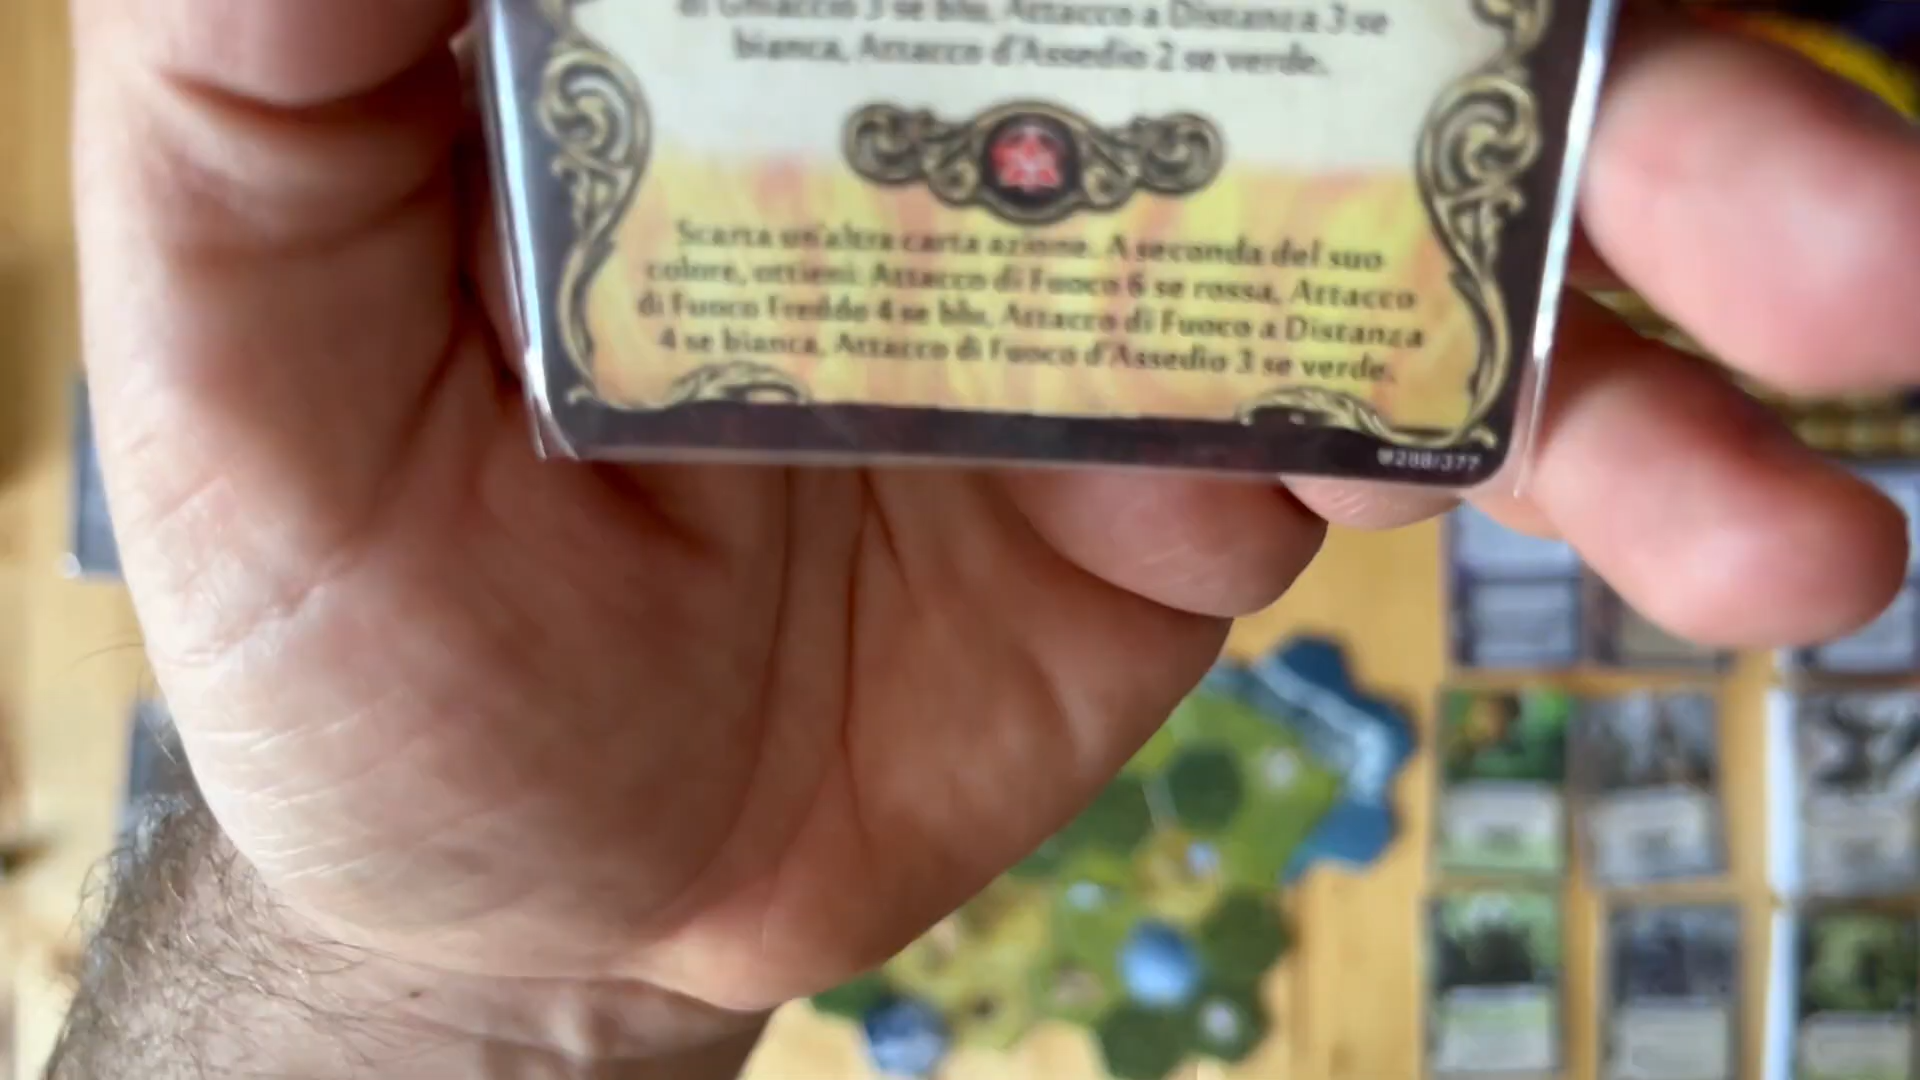 di Ghiaccio 3 se blu, Attacco a Distanza 3 se
bianca, Attacco d'Assedio 2 se verde.
Scarta un'altra carta azione. A seconda del suo
colore, ottieni: Attacco di Fuoco 6 se rossa, Attacco
di Fuoco Freddo 4 se blu, Attacco di Fuoco a Distanza
4 se bianca, Attacco di Fuoco d'Assedio 3 se verde.
288/377